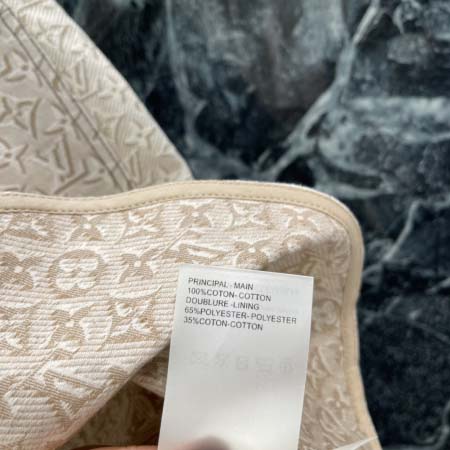 PRINCIPAL - MAIN
100%COTON- COTTON
DOUBLURE -LINING
65%POLYESTER- POLYESTER
35%COTON-COTTON